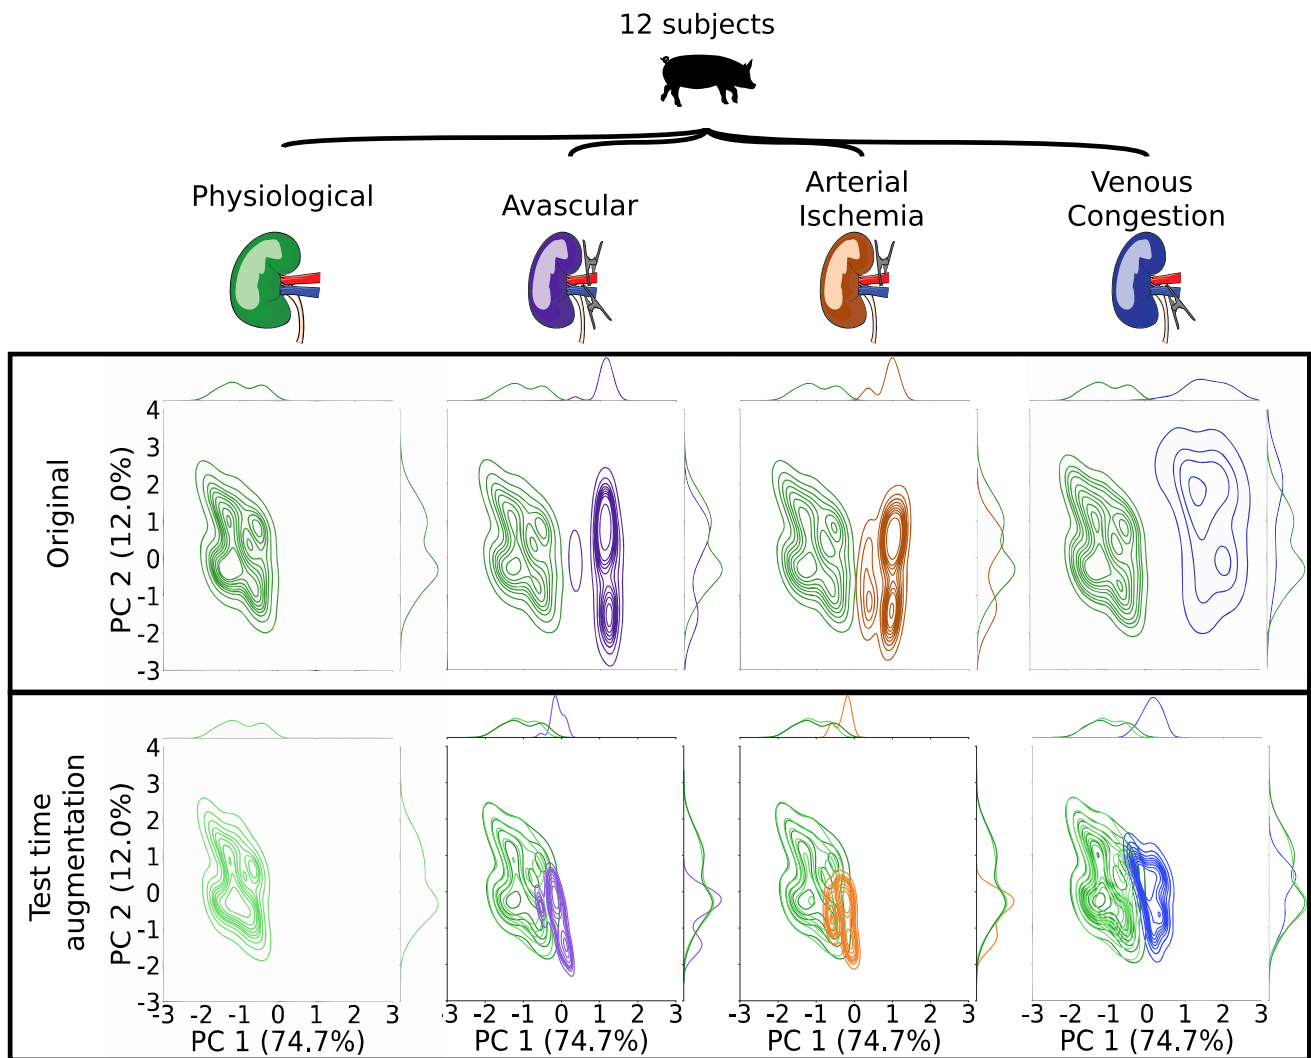 12 subjects
Physiological
Avascular
Arterial
Ischemia
Venous
Congestion
Original
PC 2 (12.0%)
4
3
2
1
0
-1
-2
-3
Test time
augmentation
PC 2 (12.0%)
4
3
2
1
0
-1
-2
-3
-3 -2 -1 0 1 2 3
PC 1 (74.7%)
-3 -2 -1 0 1 2 3
PC 1 (74.7%)
-3 -2 -1 0 1 2 3
PC 1 (74.7%)
-3 -2 -1 0 1 2 3
PC 1 (74.7%)